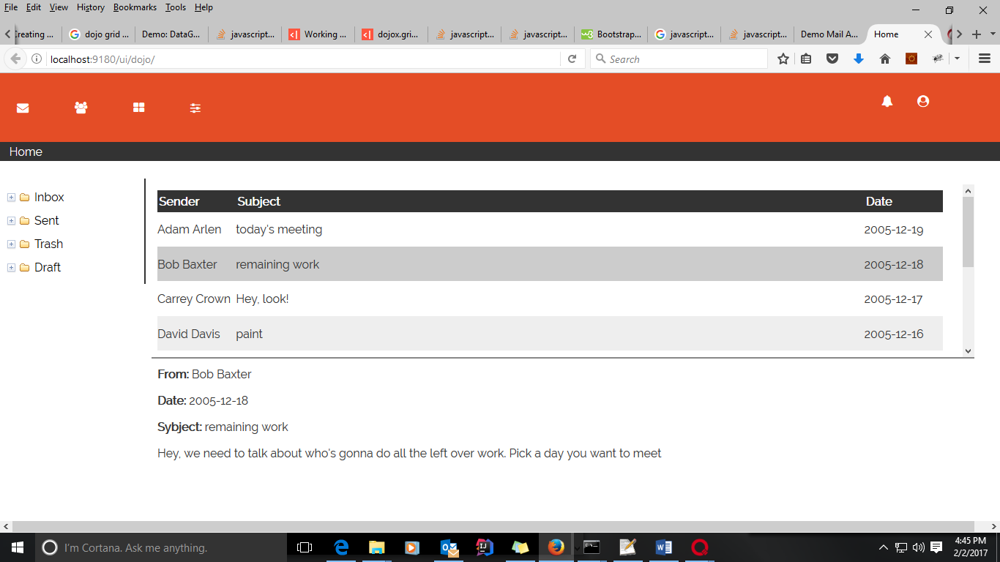 File Edit View History Bookmarks Tools Help
Creating ... dojo grid ... Demo: DataG... javascript... Working ... dojox.gri... javascript... javascript... Bootstrap... javascript... javascript... Demo Mail A... Home
localhost:9180/ui/dojo/ Search
Home
Inbox
Sent
Trash
Draft
Sender Subject Date
Adam Arlen today's meeting 2005-12-19
Bob Baxter remaining work 2005-12-18
Carrey Crown Hey, look! 2005-12-17
David Davis paint 2005-12-16
From: Bob Baxter
Date: 2005-12-18
Sybject: remaining work
Hey, we need to talk about who's gonna do all the left over work. Pick a day you want to meet
I'm Cortana. Ask me anything.
4:45 PM
2/2/2017